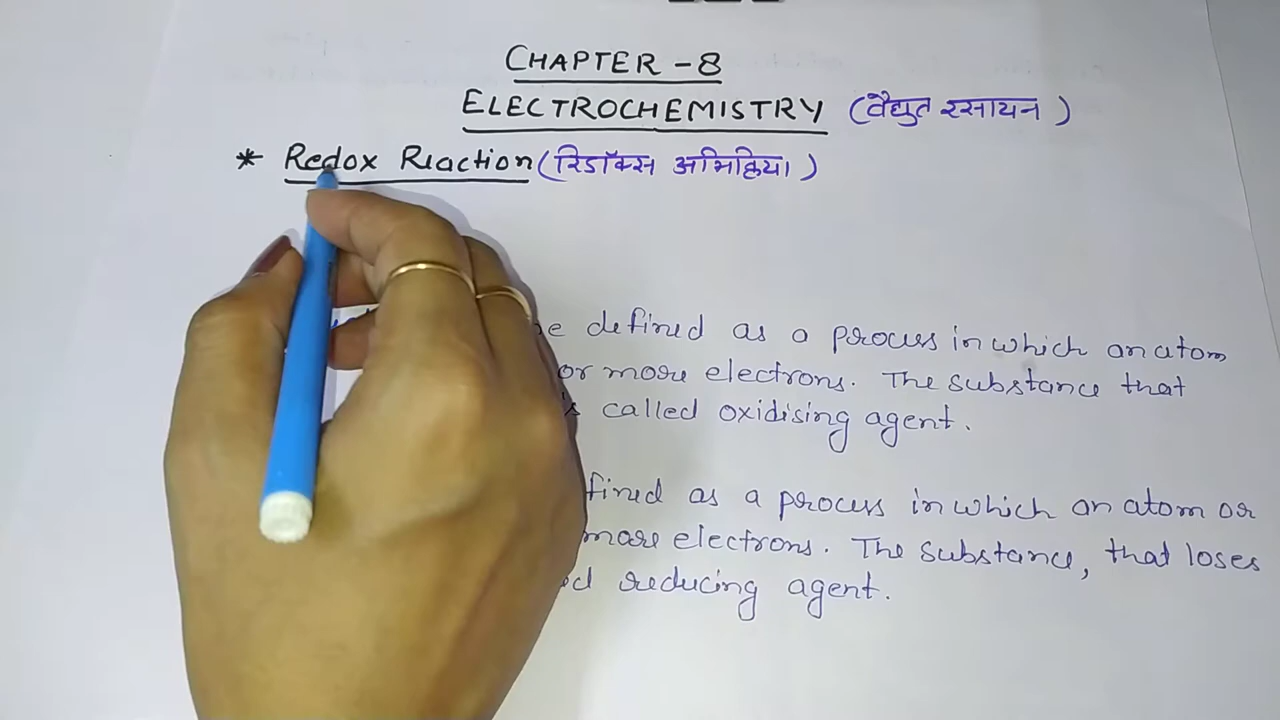 CHAPTER - 8
ELECTROCHEMISTRY (वैद्युत रसायन )
* Redox Reaction (रिडॉक्स अभिक्रिया )
defined as a process in which an atom
or more electrons. The substance that
called oxidising agent.
as a process in which an atom or
more electrons. The substance, that loses
reducing agent.